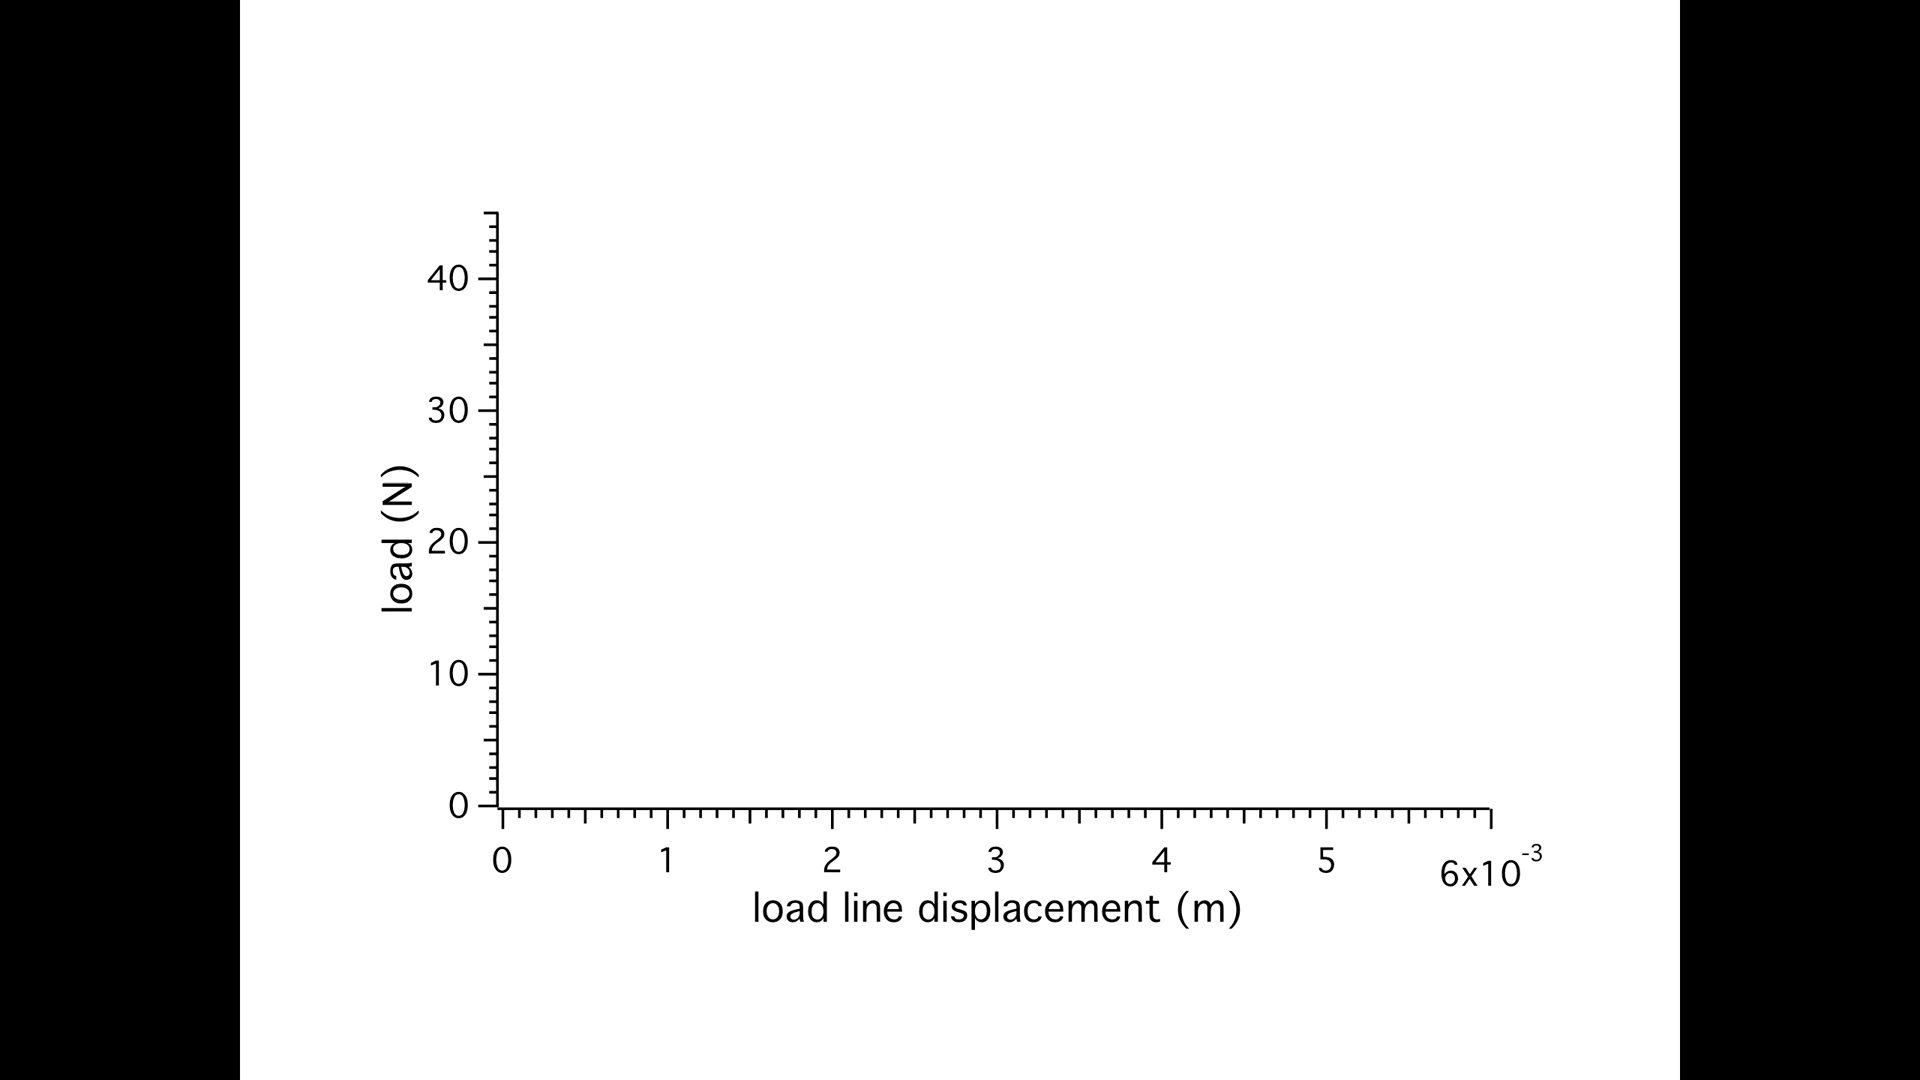 40
30
20
10
0
load (N)
0 1 2 3 4 5 6x10⁻³
load line displacement (m)